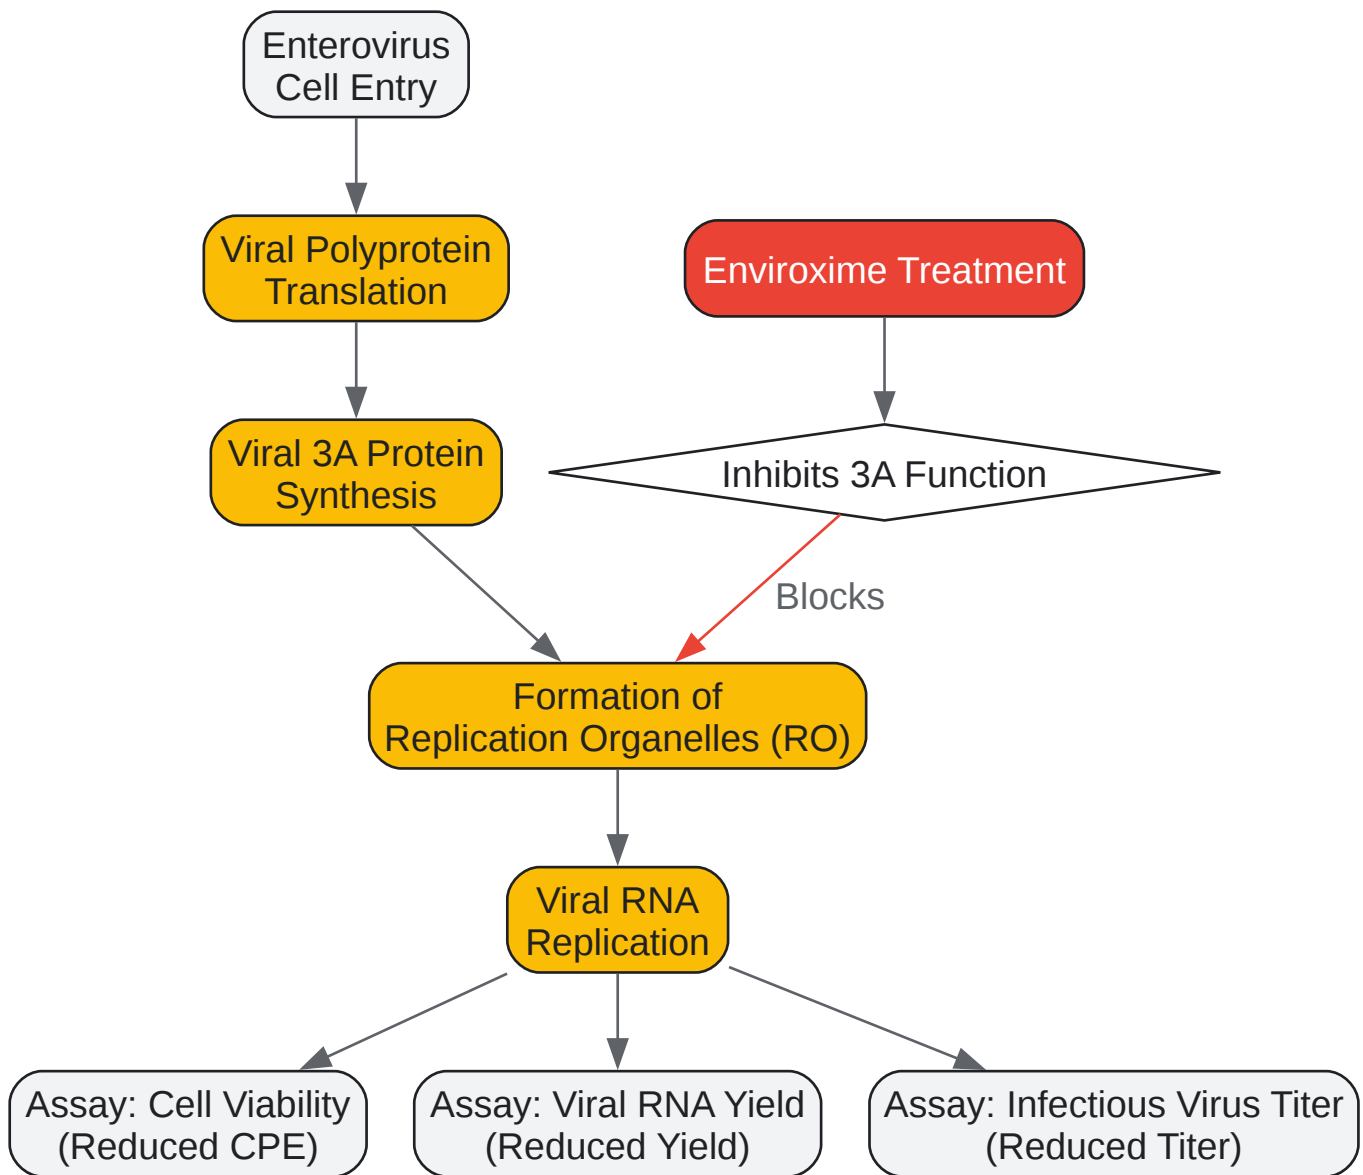 Enterovirus
Cell Entry
Viral Polyprotein
Translation
Enviroxime Treatment
Viral 3A Protein
Synthesis
Inhibits 3A Function
Blocks
Formation of
Replication Organelles (RO)
Viral RNA
Replication
Assay: Cell Viability
(Reduced CPE)
Assay: Viral RNA Yield
(Reduced Yield)
Assay: Infectious Virus Titer
(Reduced Titer)